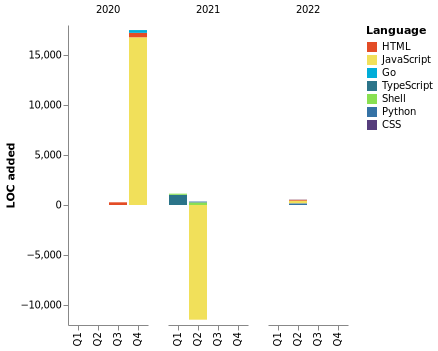 2020
2021
2022
Language
HTML
JavaScript
Go
TypeScript
Shell
Python
CSS
LOC added
15,000
10,000
5,000
0
−5,000
−10,000
Q1
Q2
Q3
Q4
Q1
Q2
Q3
Q4
Q1
Q2
Q3
Q4